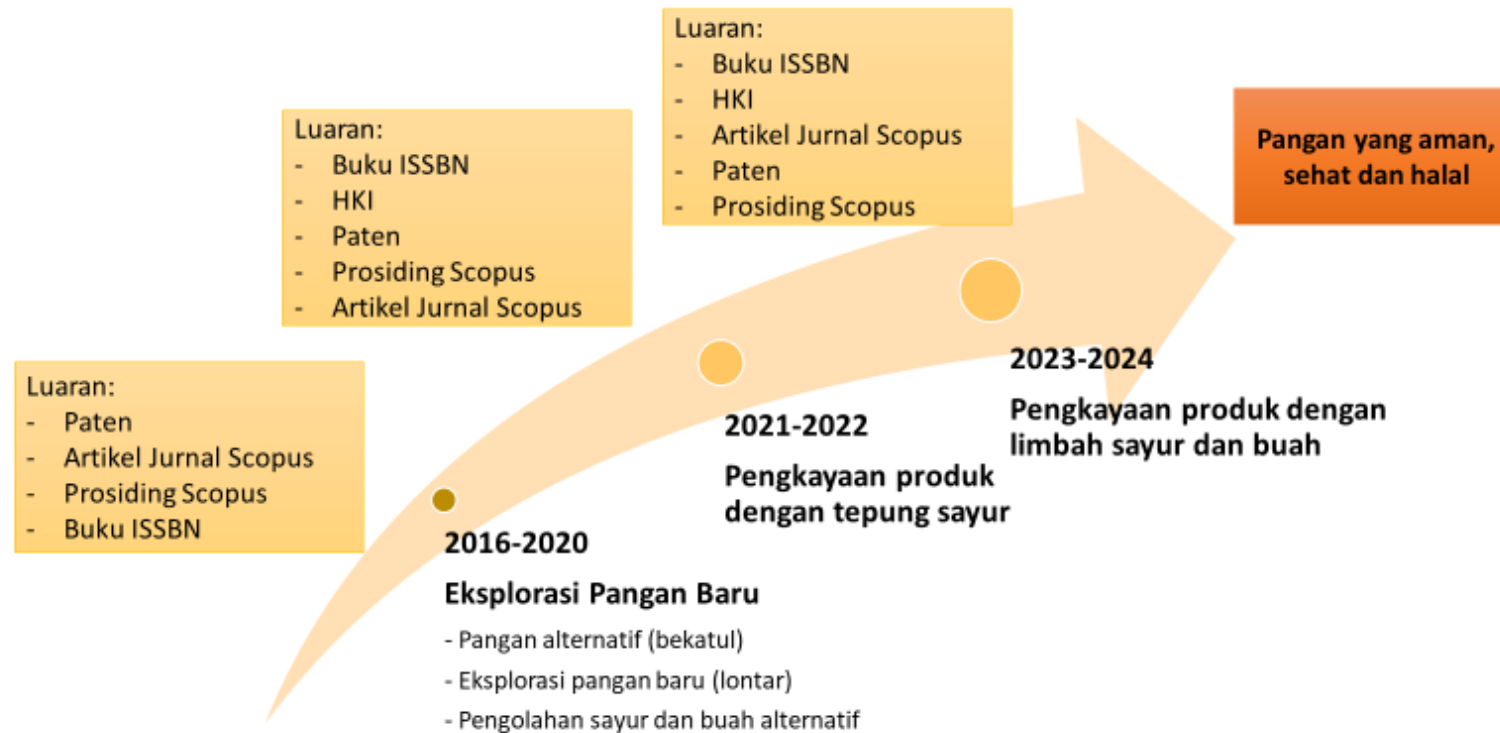 Luaran:
- Paten
- Artikel Jurnal Scopus
- Prosiding Scopus
- Buku ISSBN
2016-2020
Eksplorasi Pangan Baru
- Pangan alternatif (bekatul)
- Eksplorasi pangan baru (lontar)
- Pengolahan sayur dan buah alternatif
Luaran:
- Buku ISSBN
- HKI
- Paten
- Prosiding Scopus
- Artikel Jurnal Scopus
2021-2022
Pengkayaan produk
dengan tepung sayur
Luaran:
- Buku ISSBN
- HKI
- Artikel Jurnal Scopus
- Paten
- Prosiding Scopus
2023-2024
Pengkayaan produk dengan
limbah sayur dan buah
Pangan yang aman,
sehat dan halal